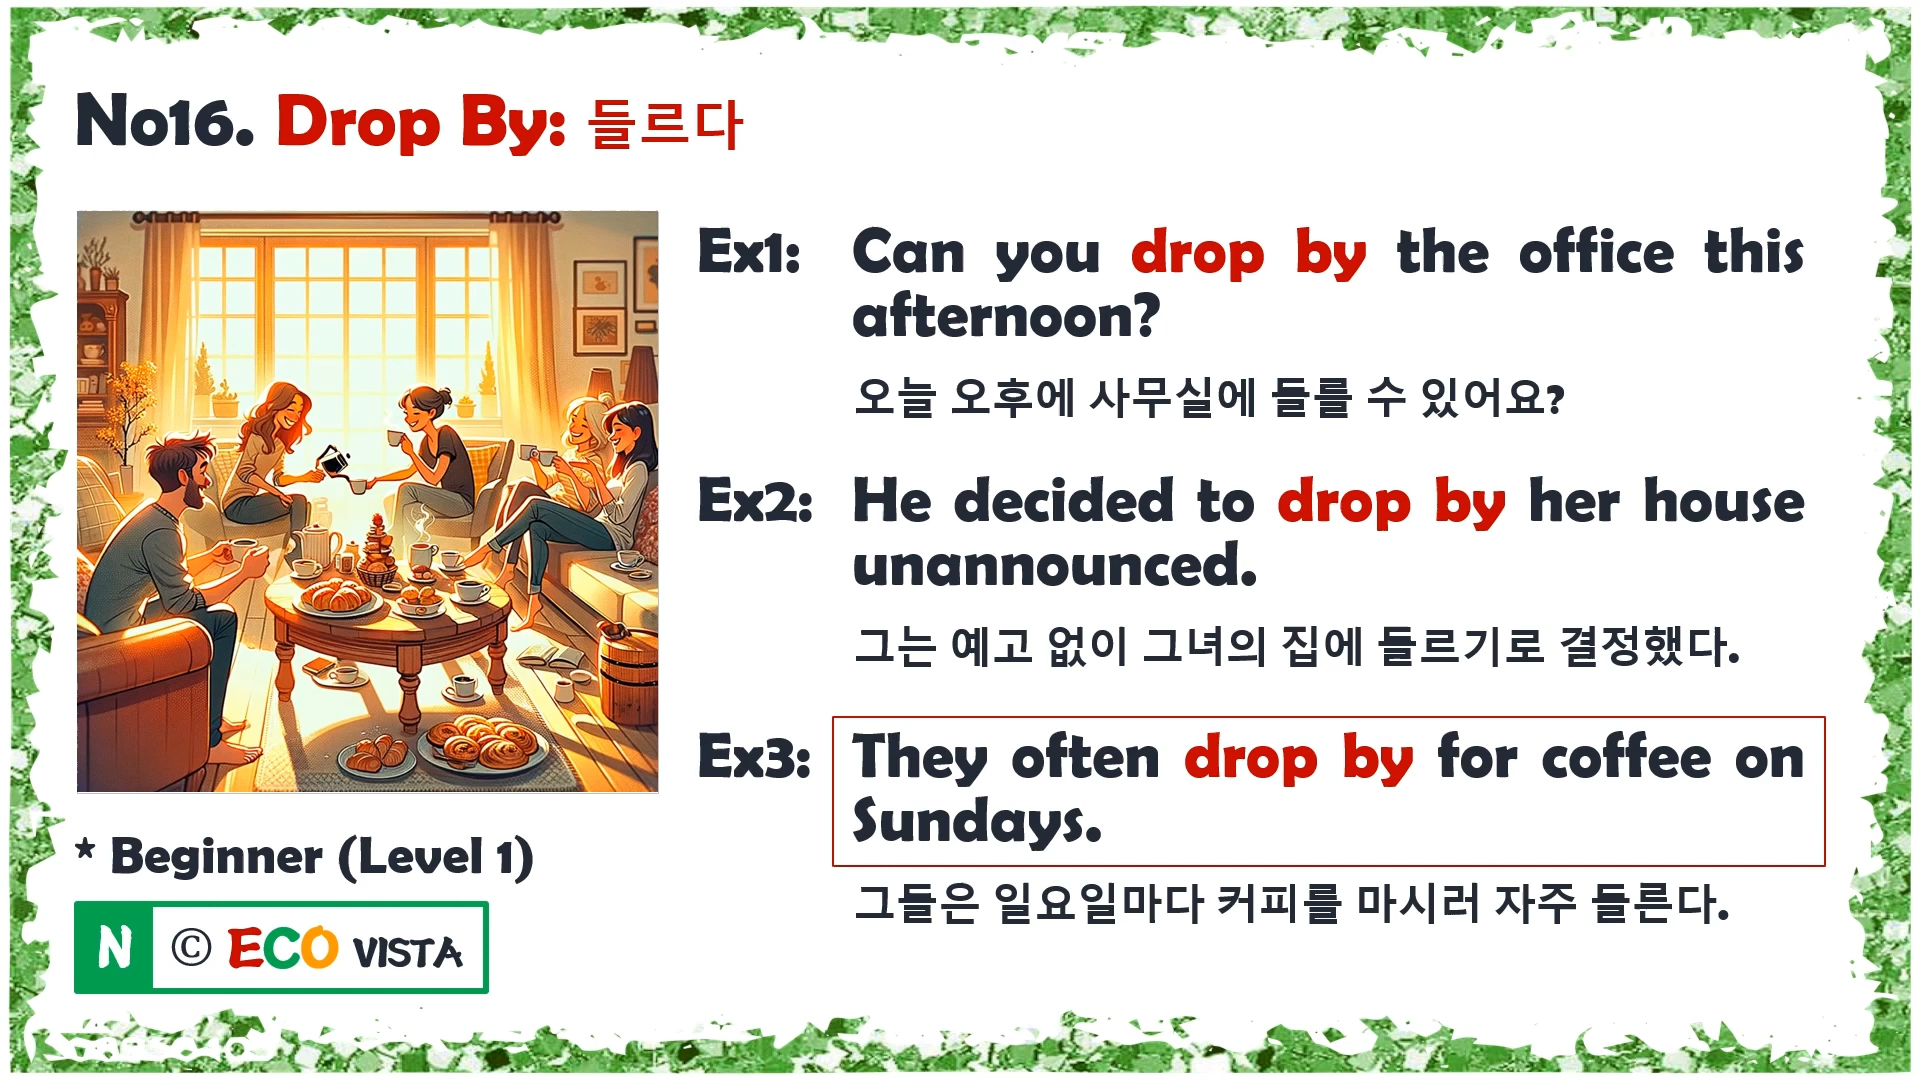 No16. Drop By: 들르다
Ex1: Can you drop by the office this
afternoon?
오늘 오후에 사무실에 들를 수 있어요?
Ex2: He decided to drop by her house
unannounced.
그는 예고 없이 그녀의 집에 들르기로 결정했다.
Ex3: They often drop by for coffee on
Sundays.
그들은 일요일마다 커피를 마시러 자주 들른다.
* Beginner (Level 1)
N © ECO VISTA